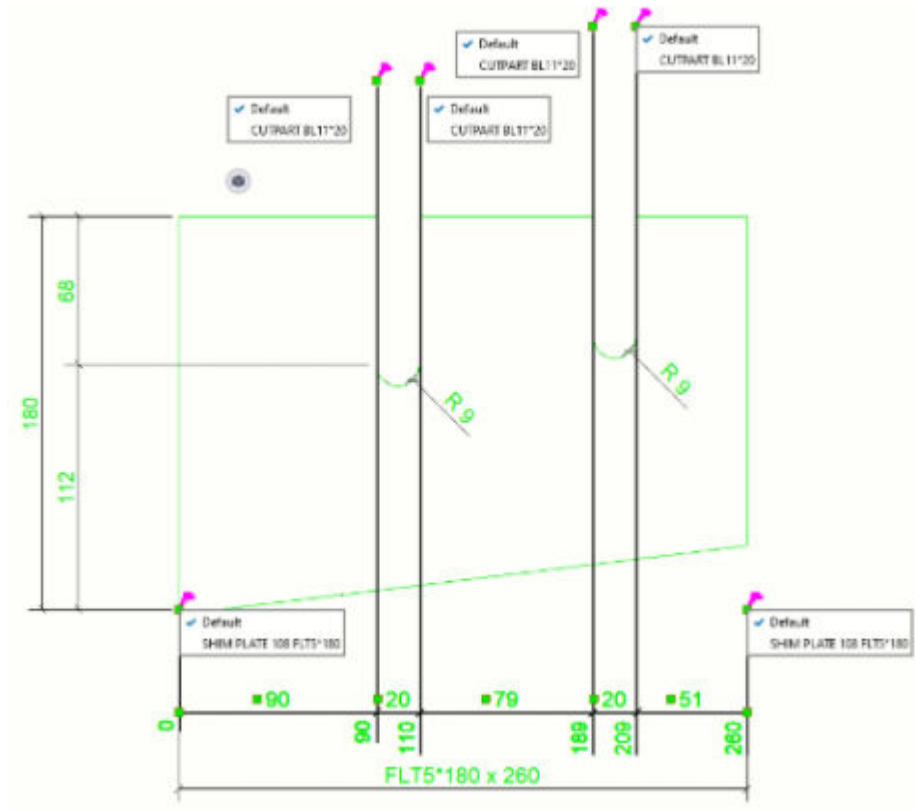 Default
CUTPART BL11*20
Default
CUTPART BL11*20
Default
CUTPART BL11*20
Default
CUTPART BL11*20
68
180
112
R 9
R 9
Default
SHIM PLATE 108 FLT5*180
Default
SHIM PLATE 108 FLT5*180
90 20 79 20 51
0 90 110 189 209 260
FLT5*180 x 260